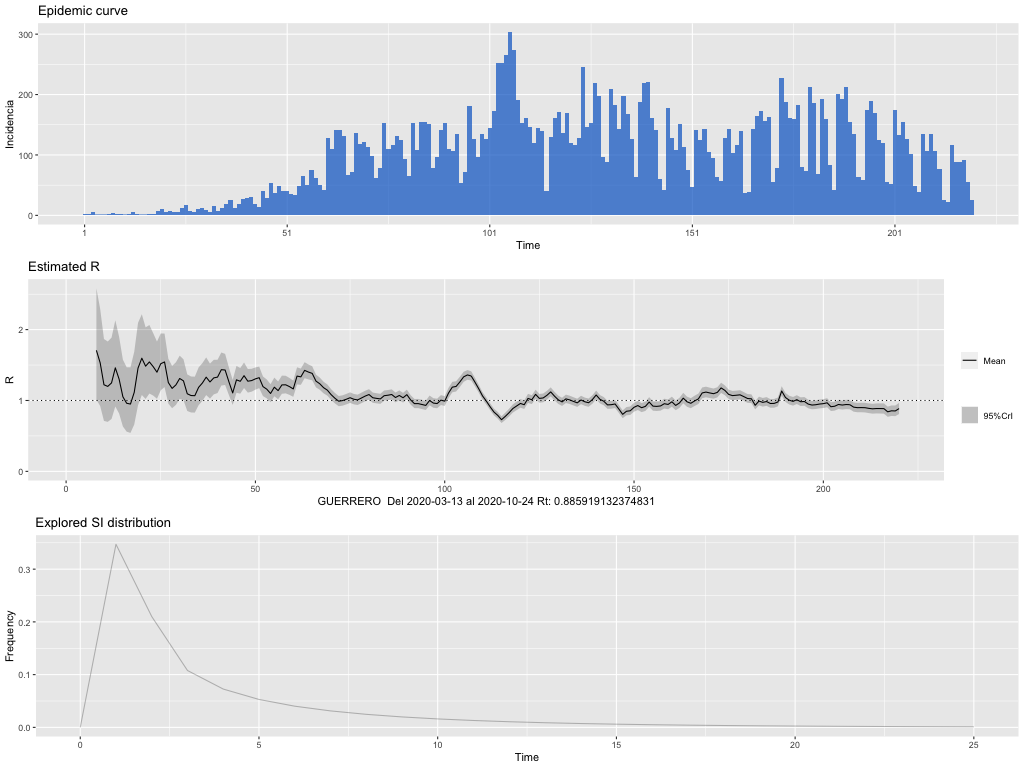 Epidemic curve
300
200
100
0
Incidencia
1
51
101
151
201
Time
Estimated R
2
1
0
R
0
50
100
150
200
GUERRERO Del 2020-03-13 al 2020-10-24 Rt: 0.885919132374831
Mean
95%CrI
Explored SI distribution
0.3
0.2
0.1
0.0
Frequency
0
5
10
15
20
25
Time